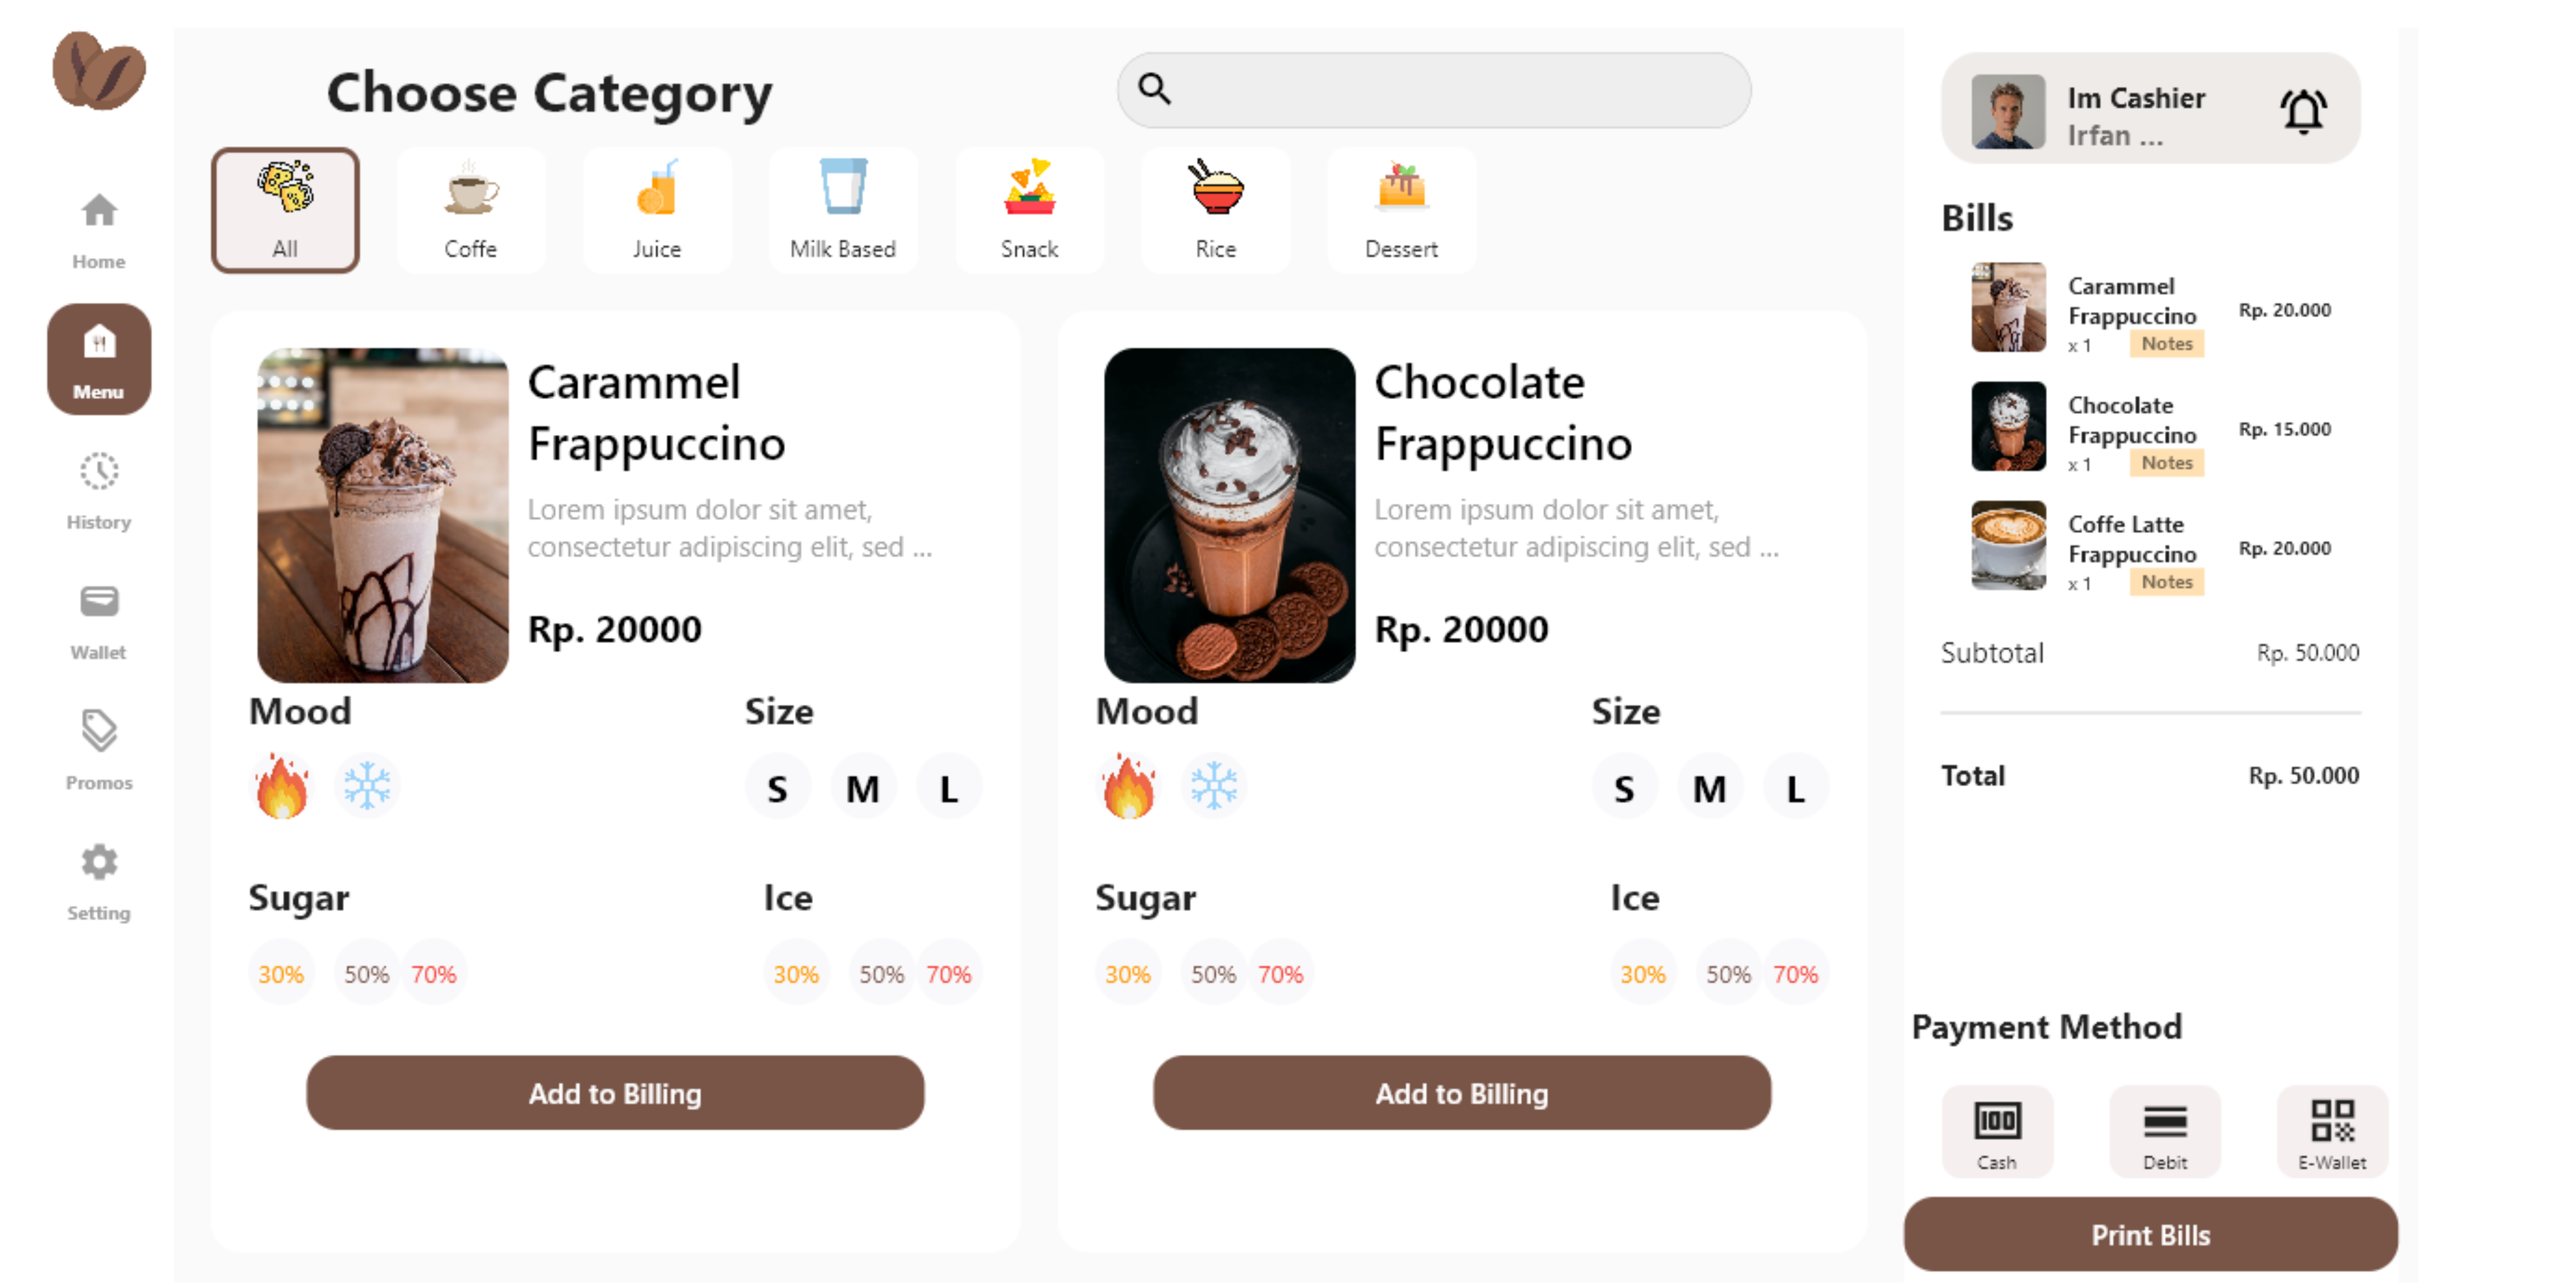 Home
Menu
History
Wallet
Promos
Setting
Choose Category
All
Coffe
Juice
Milk Based
Snack
Rice
Dessert
Carammel
Frappuccino
Lorem ipsum dolor sit amet,
consectetur adipiscing elit, sed ...
Rp. 20000
Mood
Size
S M L
Sugar
Ice
30% 50% 70%
30% 50% 70%
Add to Billing
Chocolate
Frappuccino
Lorem ipsum dolor sit amet,
consectetur adipiscing elit, sed ...
Rp. 20000
Mood
Size
S M L
Sugar
Ice
30% 50% 70%
30% 50% 70%
Add to Billing
Im Cashier
Irfan ...
Bills
Carammel
Frappuccino
x 1 Notes
Rp. 20.000
Chocolate
Frappuccino
x 1 Notes
Rp. 15.000
Coffe Latte
Frappuccino
x 1 Notes
Rp. 20.000
Subtotal Rp. 50.000
Total Rp. 50.000
Payment Method
100
Cash
Debit
E-Wallet
Print Bills